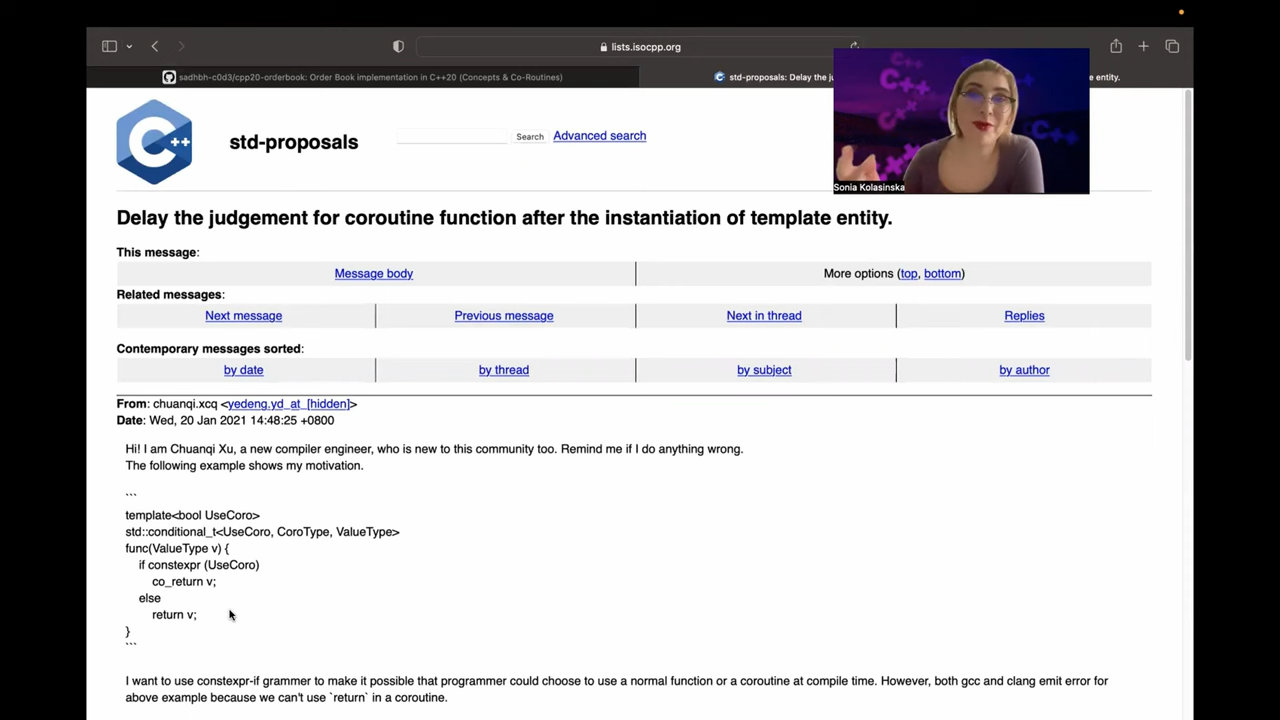 lists.isocpp.org
sadhbh-c0d3/cpp20-orderbook: Order Book implementation in C++20 (Concepts & Co-Routines)
std-proposals: Delay the ju
e entity.
C++
std-proposals
Search
Advanced search
Sonia Kolasinska
Delay the judgement for coroutine function after the instantiation of template entity.
This message:
Message body
More options (top, bottom)
Related messages:
Next message
Previous message
Next in thread
Replies
Contemporary messages sorted:
by date
by thread
by subject
by author
From: chuanqi.xcq <yedeng.yd_at_[hidden]>
Date: Wed, 20 Jan 2021 14:48:25 +0800
Hi! I am Chuanqi Xu, a new compiler engineer, who is new to this community too. Remind me if I do anything wrong.
The following example shows my motivation.
```
template<bool UseCoro>
std::conditional_t<UseCoro, CoroType, ValueType>
func(ValueType v) {
if constexpr (UseCoro)
co_return v;
else
return v;
}
```
I want to use constexpr-if grammer to make it possible that programmer could choose to use a normal function or a coroutine at compile time. However, both gcc and clang emit error for
above example because we can't use `return` in a coroutine.